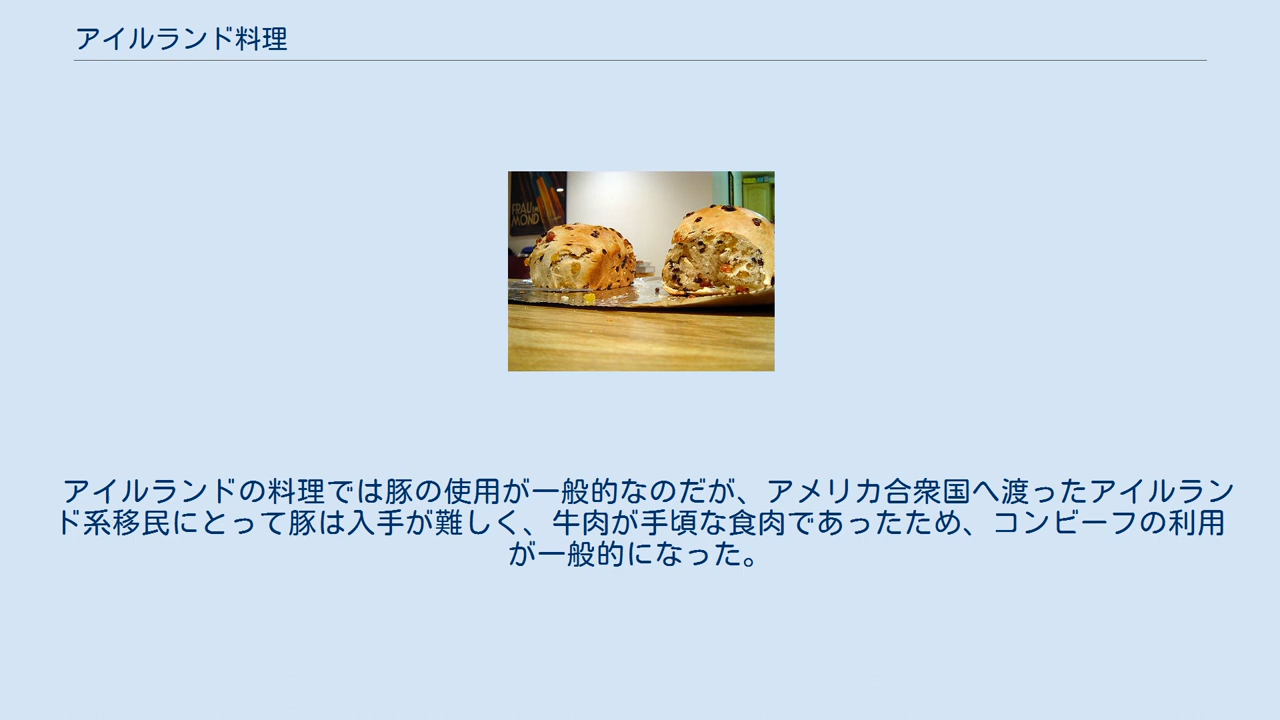 アイルランド料理
FRAU IM
MOND
アイルランドの料理では豚の使用が一般的なのだが、アメリカ合衆国へ渡ったアイルラン
ド系移民にとって豚は入手が難しく、牛肉が手頃な食肉であったため、コンビーフの利用
が一般的になった。